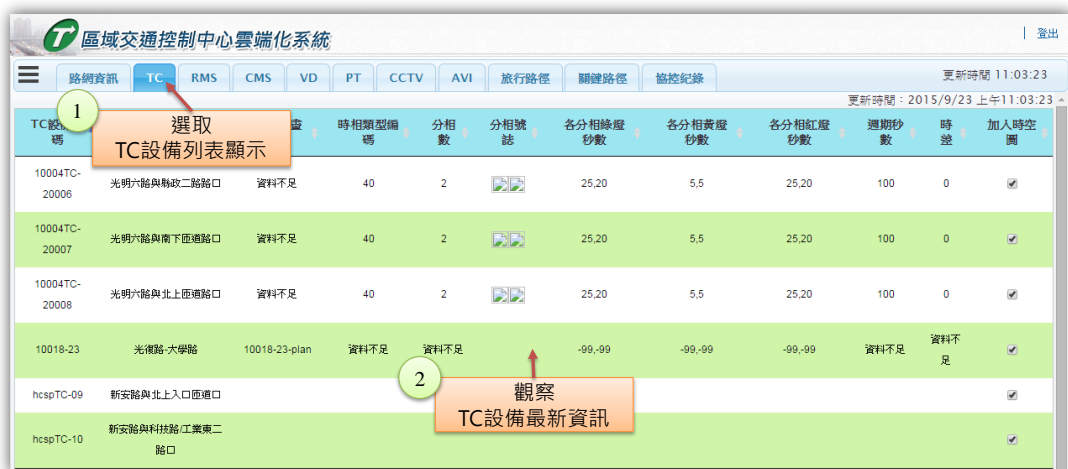 區域交通控制中心雲端化系統
登出
路網資訊 TC RMS CMS VD PT CCTV AVI 旅行路徑 關鍵路徑 協控紀錄
更新時間 11:03:23
更新時間：2015/9/23 上午11:03:23
1
選取
TC設備列表顯示
TC設 時相類型編 分相 分相號 各分相綠燈 各分相黃燈 各分相紅燈 週期秒 時 加入時空
碼 碼 數 誌 秒數 秒數 秒數 數 差 圖
10004TC-
20006
光明六路與縣政二路路口 資料不足 40 2 25,20 5,5 25,20 100 0
10004TC-
20007
光明六路與南下匝道路口 資料不足 40 2 25,20 5,5 25,20 100 0
10004TC-
20008
光明六路與北上匝道路口 資料不足 40 2 25,20 5,5 25,20 100 0
10018-23 光復路-大學路 10018-23-plan 資料不足 資料不足 -99,-99 -99,-99 -99,-99 資料不足
資料不
足
2
觀察
TC設備最新資訊
hcspTC-09 新安路與北上入口匝道口
hcspTC-10
新安路與科技路/工業東二
路口